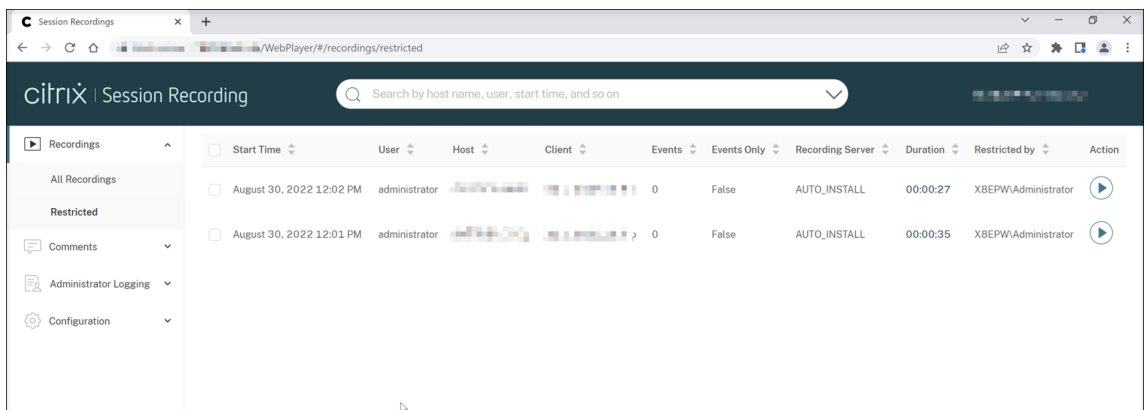 Session Recordings
/WebPlayer/#/recordings/restricted
citrix | Session Recording
Search by host name, user, start time, and so on
Recordings
All Recordings
Restricted
Comments
Administrator Logging
Configuration
Start Time User Host Client Events Events Only Recording Server Duration Restricted by Action
August 30, 2022 12:02 PM administrator 0 False AUTO_INSTALL 00:00:27 X8EPW\Administrator
August 30, 2022 12:01 PM administrator 0 False AUTO_INSTALL 00:00:35 X8EPW\Administrator